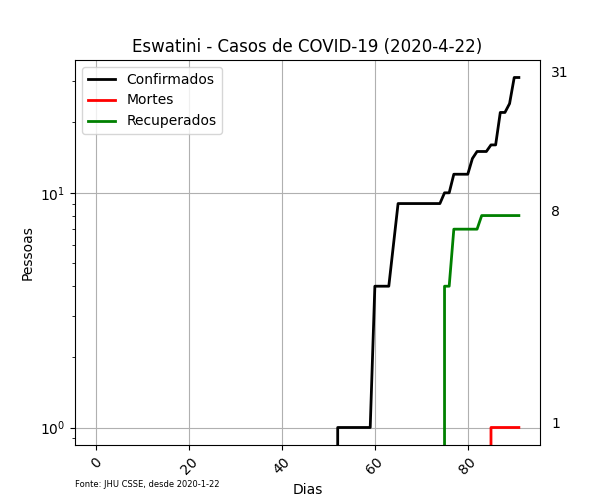 Eswatini - Casos de COVID-19 (2020-4-22)
Confirmados
Mortes
Recuperados
31
8
1
10¹
10⁰
Pessoas
0
20
40
60
80
Dias
Fonte: JHU CSSE, desde 2020-1-22